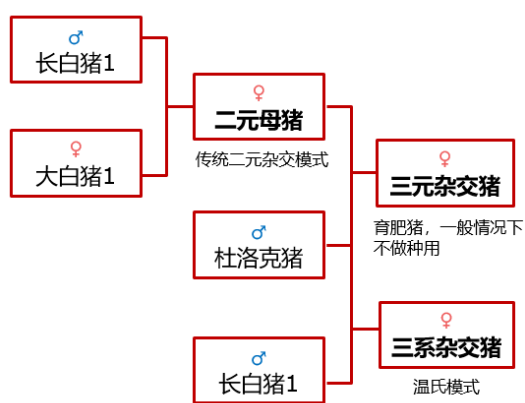 ♂
长白猪1
♀
大白猪1
♀
二元母猪
传统二元杂交模式
♂
杜洛克猪
♂
长白猪1
♀
三元杂交猪
育肥猪，一般情况下
不做种用
♀
三系杂交猪
温氏模式